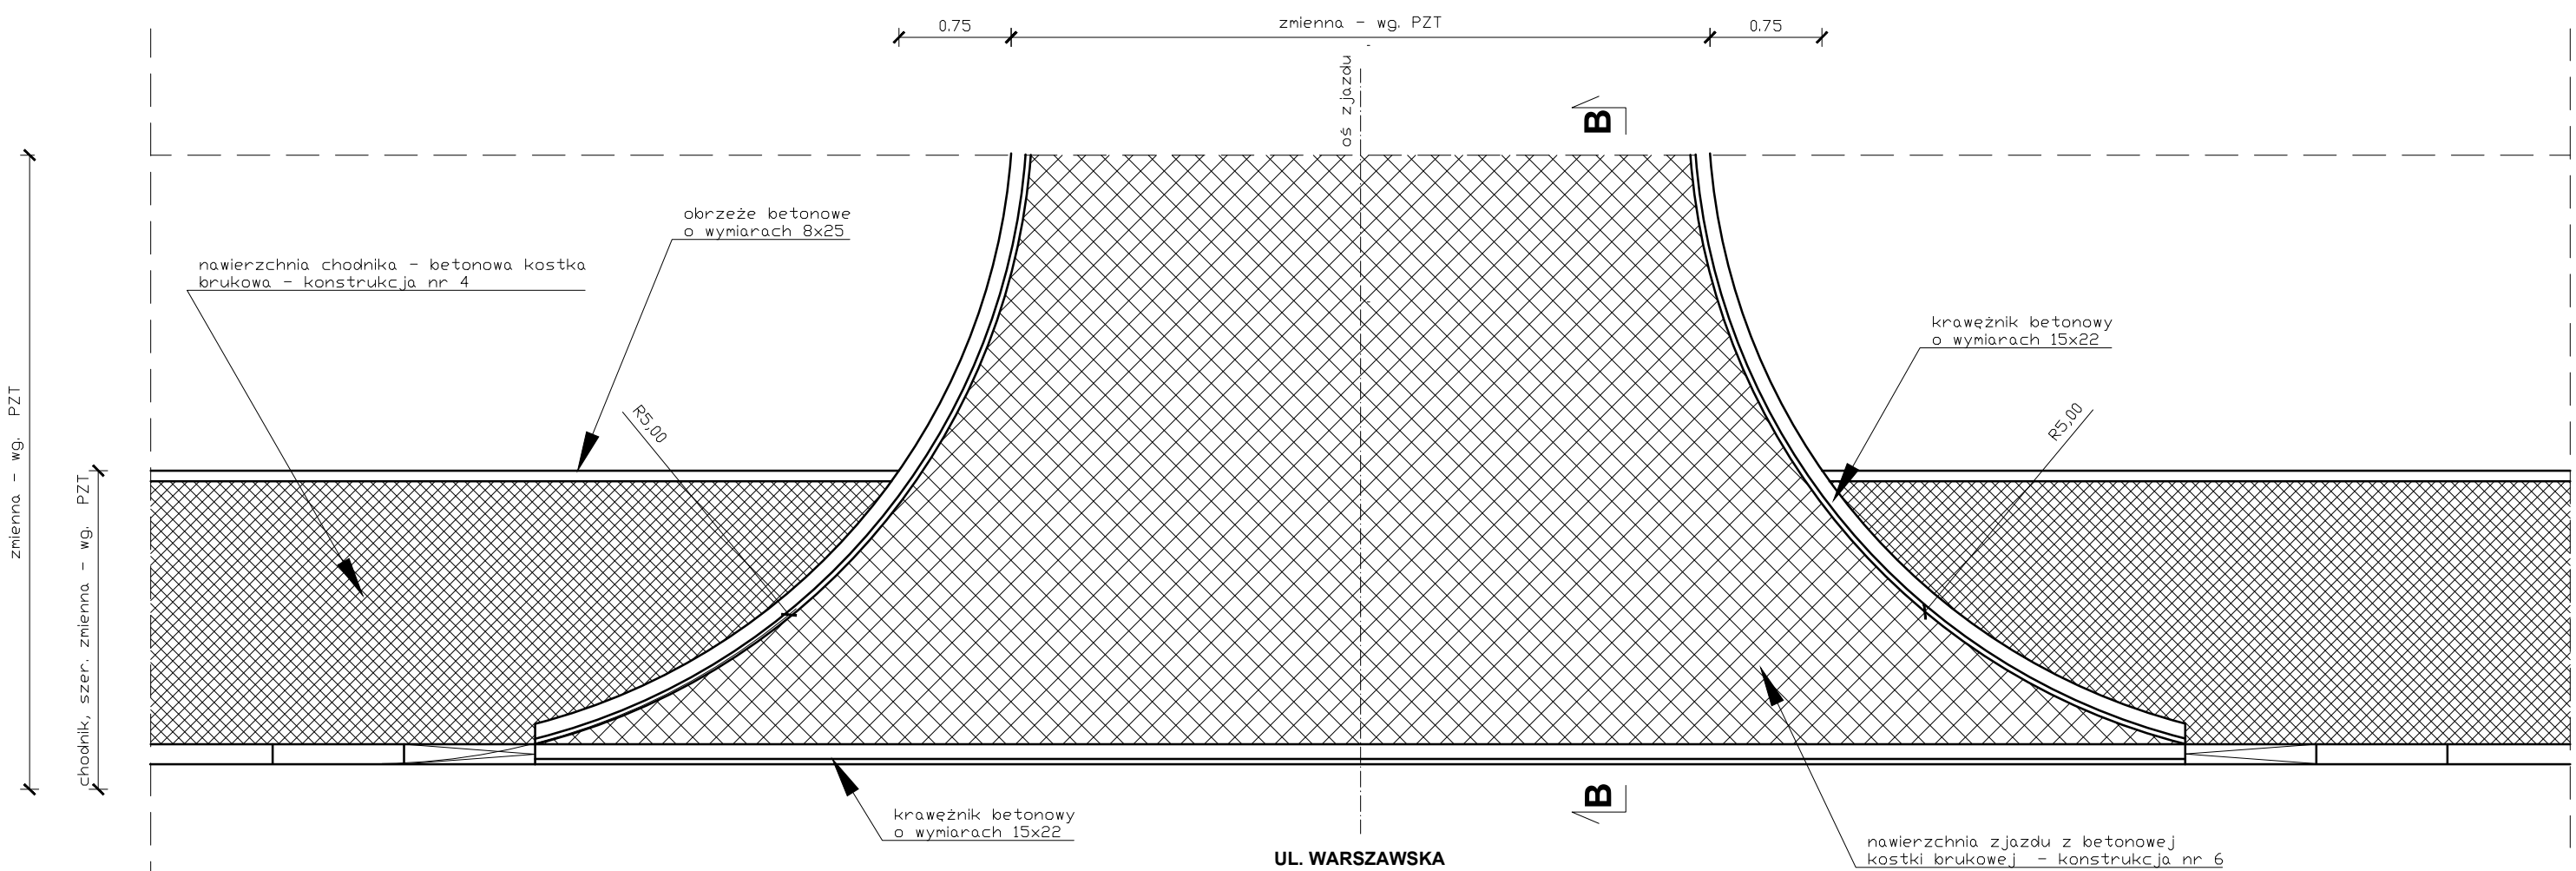 0.75
zmienna - wg. PZT
0.75
oś zjazdu
B
obrzeże betonowe
o wymiarach 8x25
nawierzchnia chodnika - betonowa kostka
brukowa - konstrukcja nr 4
krawężnik betonowy
o wymiarach 15x22
R5,00
R5,00
zmienna - wg. PZT
chodnik, szer. zmienna - wg. PZT
B
krawężnik betonowy
o wymiarach 15x22
nawierzchnia zjazdu z betonowej
kostki brukowej - konstrukcja nr 6
UL. WARSZAWSKA